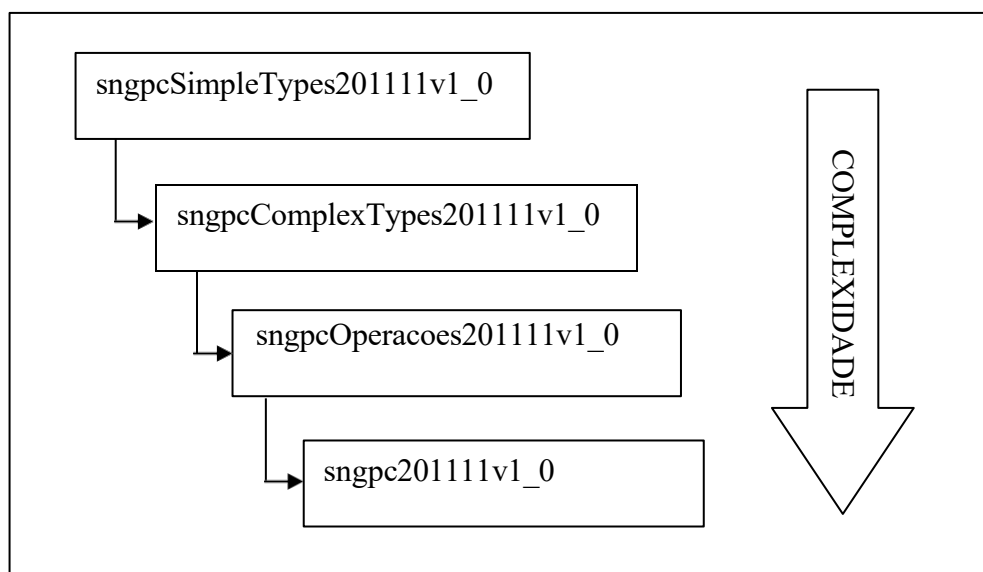 sngpcSimpleTypes201111v1_0
sngpcComplexTypes201111v1_0
sngpcOperacoes201111v1_0
sngpc201111v1_0
COMPLEXIDADE